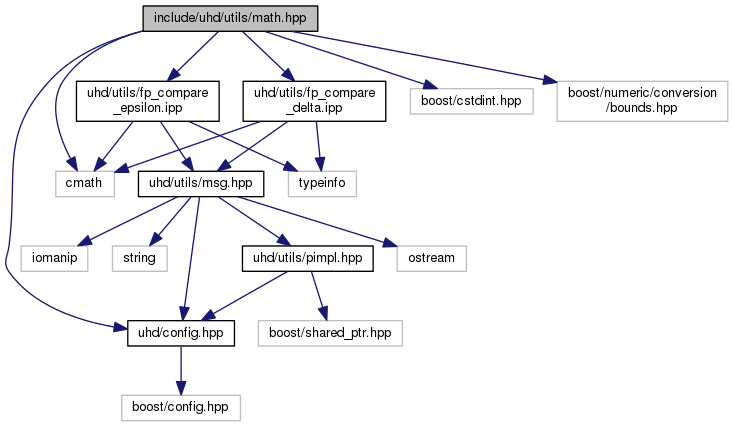 include/uhd/utils/math.hpp
uhd/utils/fp_compare
_epsilon.ipp
uhd/utils/fp_compare
_delta.ipp
boost/cstdint.hpp
boost/numeric/conversion
/bounds.hpp
cmath
uhd/utils/msg.hpp
typeinfo
iomanip
string
uhd/utils/pimpl.hpp
ostream
uhd/config.hpp
boost/shared_ptr.hpp
boost/config.hpp